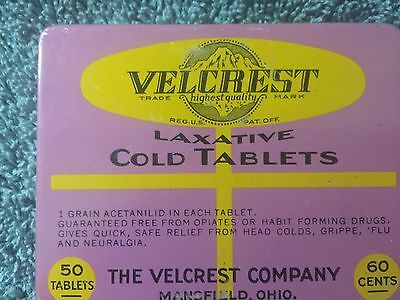 VELCREST
TRADE MARK
highest quality
REG. U.S. PAT. OFF.
LAXATIVE
COLD TABLETS
1 GRAIN ACETANILID IN EACH TABLET.
GUARANTEED FREE FROM OPIATES OR HABIT FORMING DRUGS.
GIVES QUICK, SAFE RELIEF FROM HEAD COLDS, GRIPPE, 'FLU
AND NEURALGIA.
50
TABLETS
THE VELCREST COMPANY
MANSFIELD, OHIO.
60
CENTS